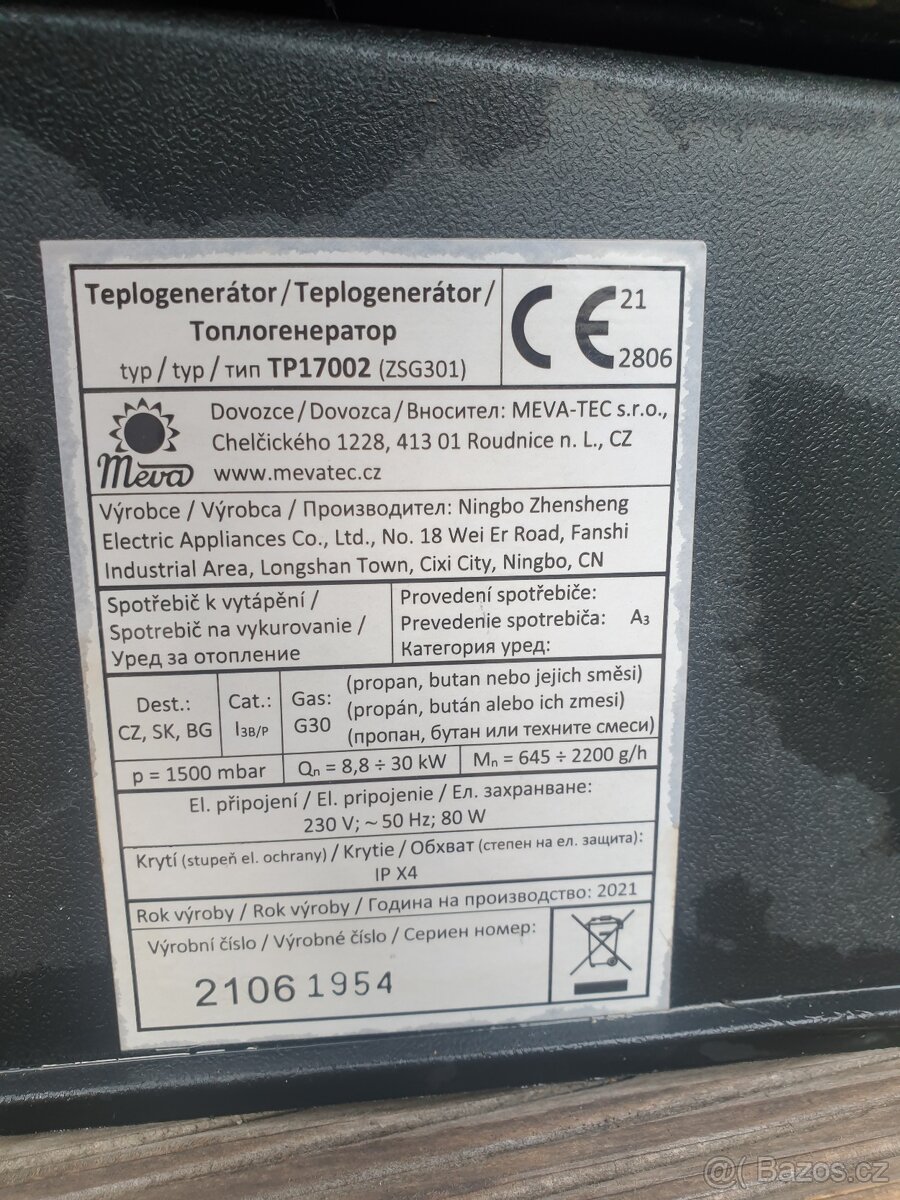 Teplogenerátor / Teplogenerátor /
Топлогенератор
typ / typ / тип TP17002 (ZSG301)
CE 21
2806
Meva
Dovozce / Dovozca / Вносител: MEVA-TEC s.r.o.,
Chelčického 1228, 413 01 Roudnice n. L., CZ
www.mevatec.cz
Výrobce / Výrobca / Производител: Ningbo Zhensheng
Electric Appliances Co., Ltd., No. 18 Wei Er Road, Fanshi
Industrial Area, Longshan Town, Cixi City, Ningbo, CN
Spotřebič k vytápění /
Spotrebič na vykurovanie /
Уред за отопление
Provedení spotřebiče:
Prevedenie spotrebiča: A₃
Категория уред:
Dest.:
CZ, SK, BG
Cat.:
I3B/P
Gas:
G30
(propan, butan nebo jejich směsi)
(propán, bután alebo ich zmesi)
(пропан, бутан или техните смеси)
p = 1500 mbar
Qₙ = 8,8 ÷ 30 kW
Mₙ = 645 ÷ 2200 g/h
El. připojení / El. pripojenie / Ел. захранване:
230 V; ~ 50 Hz; 80 W
Krytí (stupeň el. ochrany) / Krytie / Обхват (степен на ел. защита):
IP X4
Rok výroby / Rok výroby / Година на производство: 2021
Výrobní číslo / Výrobné číslo / Сериен номер:
21061954
@( Bazos.cz